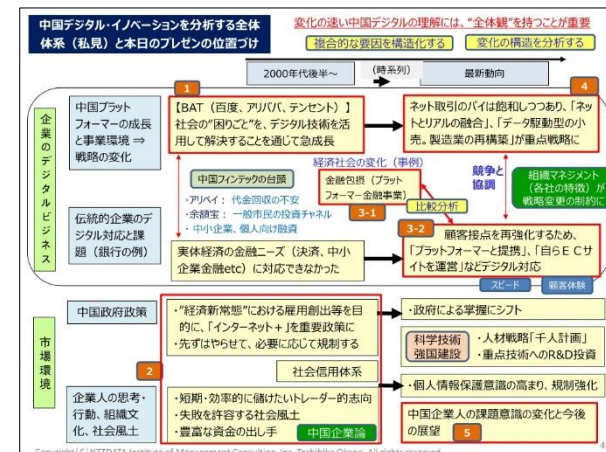 中国デジタル・イノベーションを分析する全体
体系（私見）と本日のプレゼンの位置づけ
変化の速い中国デジタルの理解には、"全体観"を持つことが重要
複合的な要因を構造化する
変化の構造を分析する
2000年代後半～
（時系列）
最新動向
企業のデジタルビジネス
中国プラット
フォーマーの成長
と事業環境 ⇒
戦略の変化
1
【BAT（百度、アリババ、テンセント）】
社会の"困りごと"を、デジタル技術を活
用して解決することを通じて急成長
4
ネット取引のパイは飽和しつつあり、「ネッ
トとリアルの融合」、「データ駆動型の小
売。製造業の再構築」が重点戦略に
中国フィンテックの台頭
・アリペイ： 代金回収の不安
・余額宝： 一般市民の投資チャネル
・中小企業、個人向け融資
経済社会の変化（事例）
金融包摂（プラット
フォーマー金融事業）
3-1
比較分析
競争と
協調
組織マネジメント
（各社の特徴）が
戦略変更の制約に
伝統的企業のデ
ジタル対応と課
題（銀行の例）
実体経済の金融ニーズ（決済、中小
企業金融etc）に対応できなかった
3-2
顧客接点を再強化するため、
「プラットフォーマーと提携」、「自らＥＣサ
イトを運営」などデジタル対応
スピード
顧客体験
市場環境
中国政府政策
・"経済新常態"における雇用創出等を目
的に、「インターネット＋」を重要政策に
・先ずはやらせて、必要に応じて規制する
・政府による掌握にシフト
科学技術
強国建設
・人材戦略「千人計画」
・重点技術へのR&D投資
2
社会信用体系
・個人情報保護意識の高まり、規制強化
企業人の思考・
行動、組織文
化、社会風土
・短期・効率的に儲けたいトレーダー的志向
・失敗を許容する社会風土
・豊富な資金の出し手
中国企業論
中国企業人の課題意識の変化と今後
の展望
5
Copyright(C) NTTDATA Institute of Management Consulting, Inc. Toshihiko Okano, All rights reserved
4